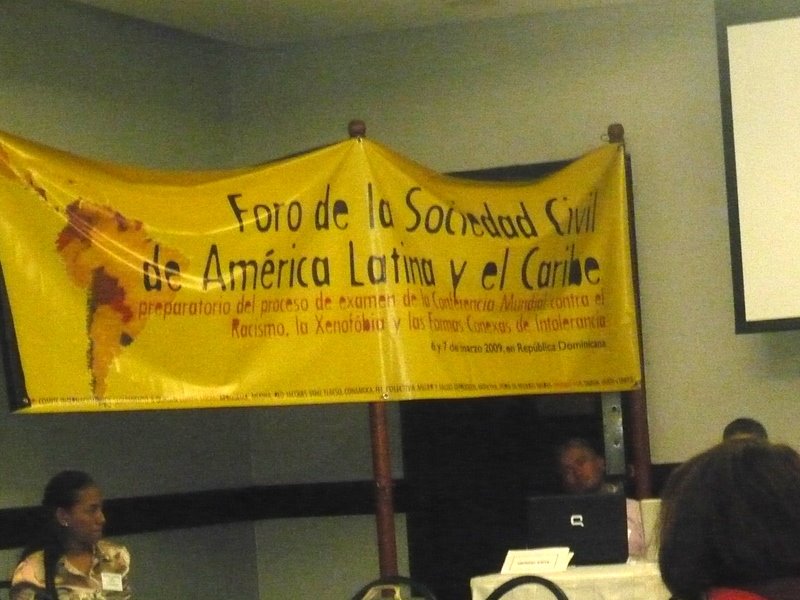 Foro de la Sociedad Civil
de América Latina y el Caribe
preparatorio del proceso de examen de la Conferencia Mundial contra el
Racismo, la Xenofóbia y las Formas Conexas de Intolerancia
6 y 7 de marzo 2009, en República Dominicana